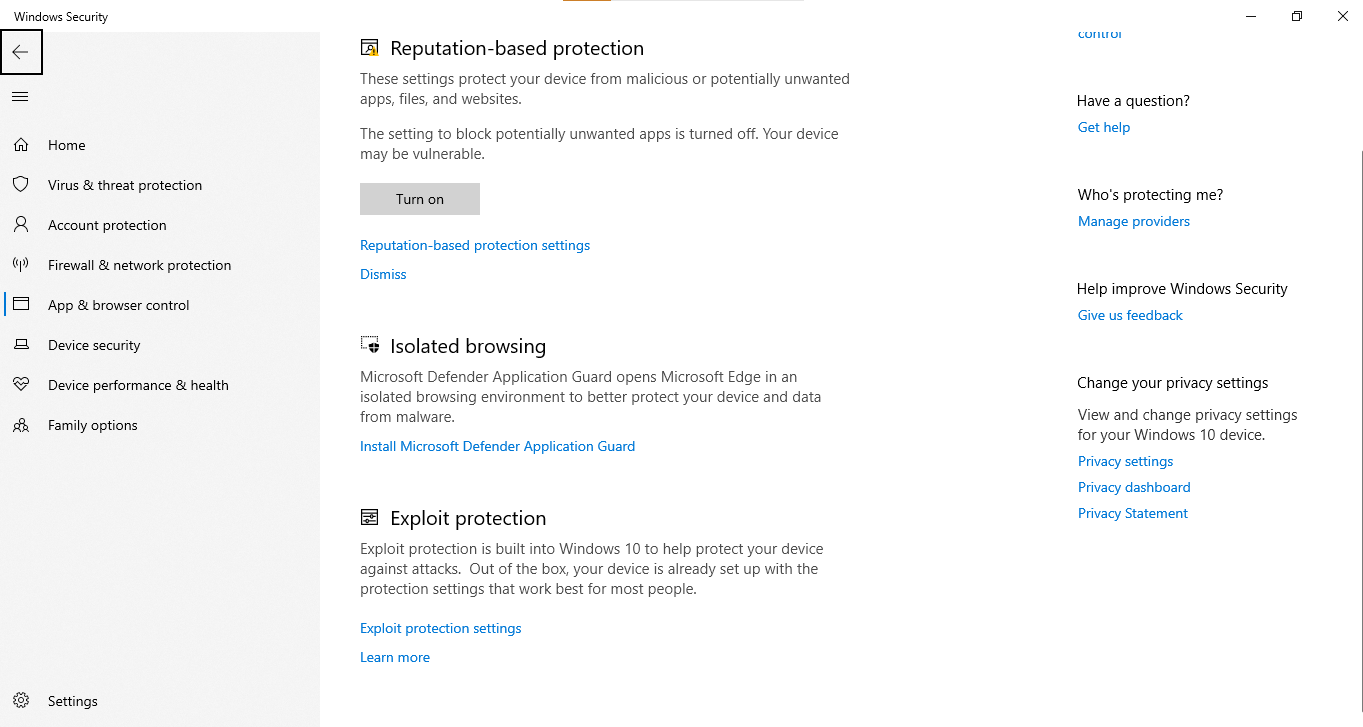 Windows Security
Home
Virus & threat protection
Account protection
Firewall & network protection
App & browser control
Device security
Device performance & health
Family options
Settings
Reputation-based protection
These settings protect your device from malicious or potentially unwanted
apps, files, and websites.
The setting to block potentially unwanted apps is turned off. Your device
may be vulnerable.
Turn on
Reputation-based protection settings
Dismiss
Isolated browsing
Microsoft Defender Application Guard opens Microsoft Edge in an
isolated browsing environment to better protect your device and data
from malware.
Install Microsoft Defender Application Guard
Exploit protection
Exploit protection is built into Windows 10 to help protect your device
against attacks.  Out of the box, your device is already set up with the
protection settings that work best for most people.
Exploit protection settings
Learn more
control
Have a question?
Get help
Who's protecting me?
Manage providers
Help improve Windows Security
Give us feedback
Change your privacy settings
View and change privacy settings
for your Windows 10 device.
Privacy settings
Privacy dashboard
Privacy Statement